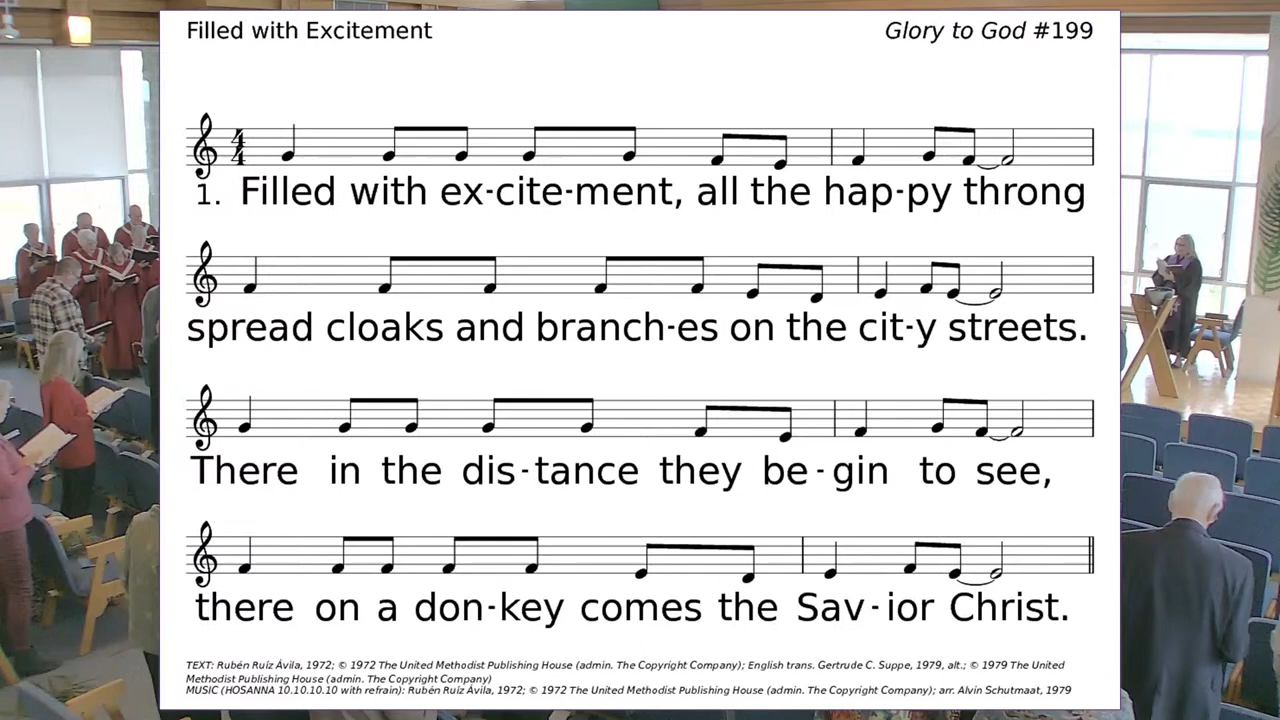 Filled with Excitement
Glory to God #199
1. Filled with ex-cite-ment, all the hap-py throng
spread cloaks and branch-es on the cit-y streets.
There in the dis-tance they be-gin to see,
there on a don-key comes the Sav-ior Christ.
TEXT: Rubén Ruíz Ávila, 1972; © 1972 The United Methodist Publishing House (admin. The Copyright Company); English trans. Gertrude C. Suppe, 1979, alt.; © 1979 The United
Methodist Publishing House (admin. The Copyright Company)
MUSIC (HOSANNA 10.10.10.10 with refrain): Rubén Ruíz Ávila, 1972; © 1972 The United Methodist Publishing House (admin. The Copyright Company); arr. Alvin Schutmaat, 1979